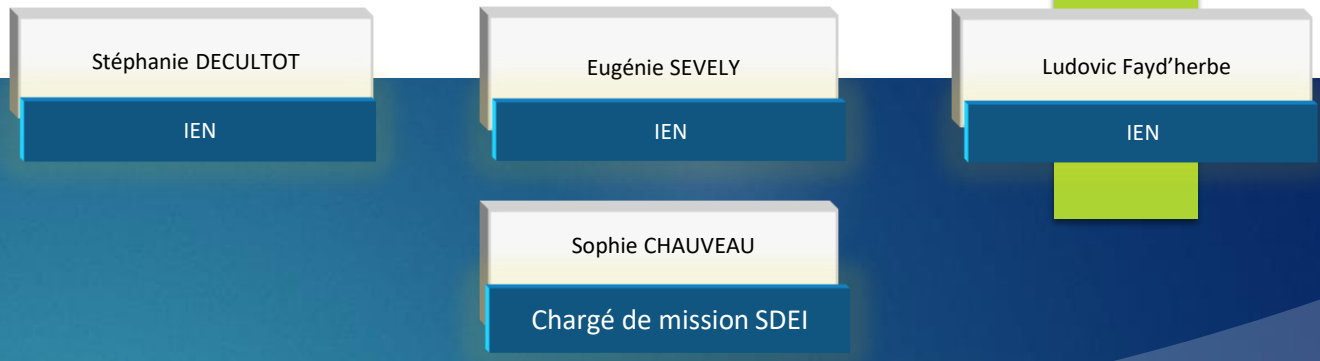 Stéphanie DECULTOT
IEN
Eugénie SEVELY
IEN
Ludovic Fayd’herbe
IEN
Sophie CHAUVEAU
Chargé de mission SDEI